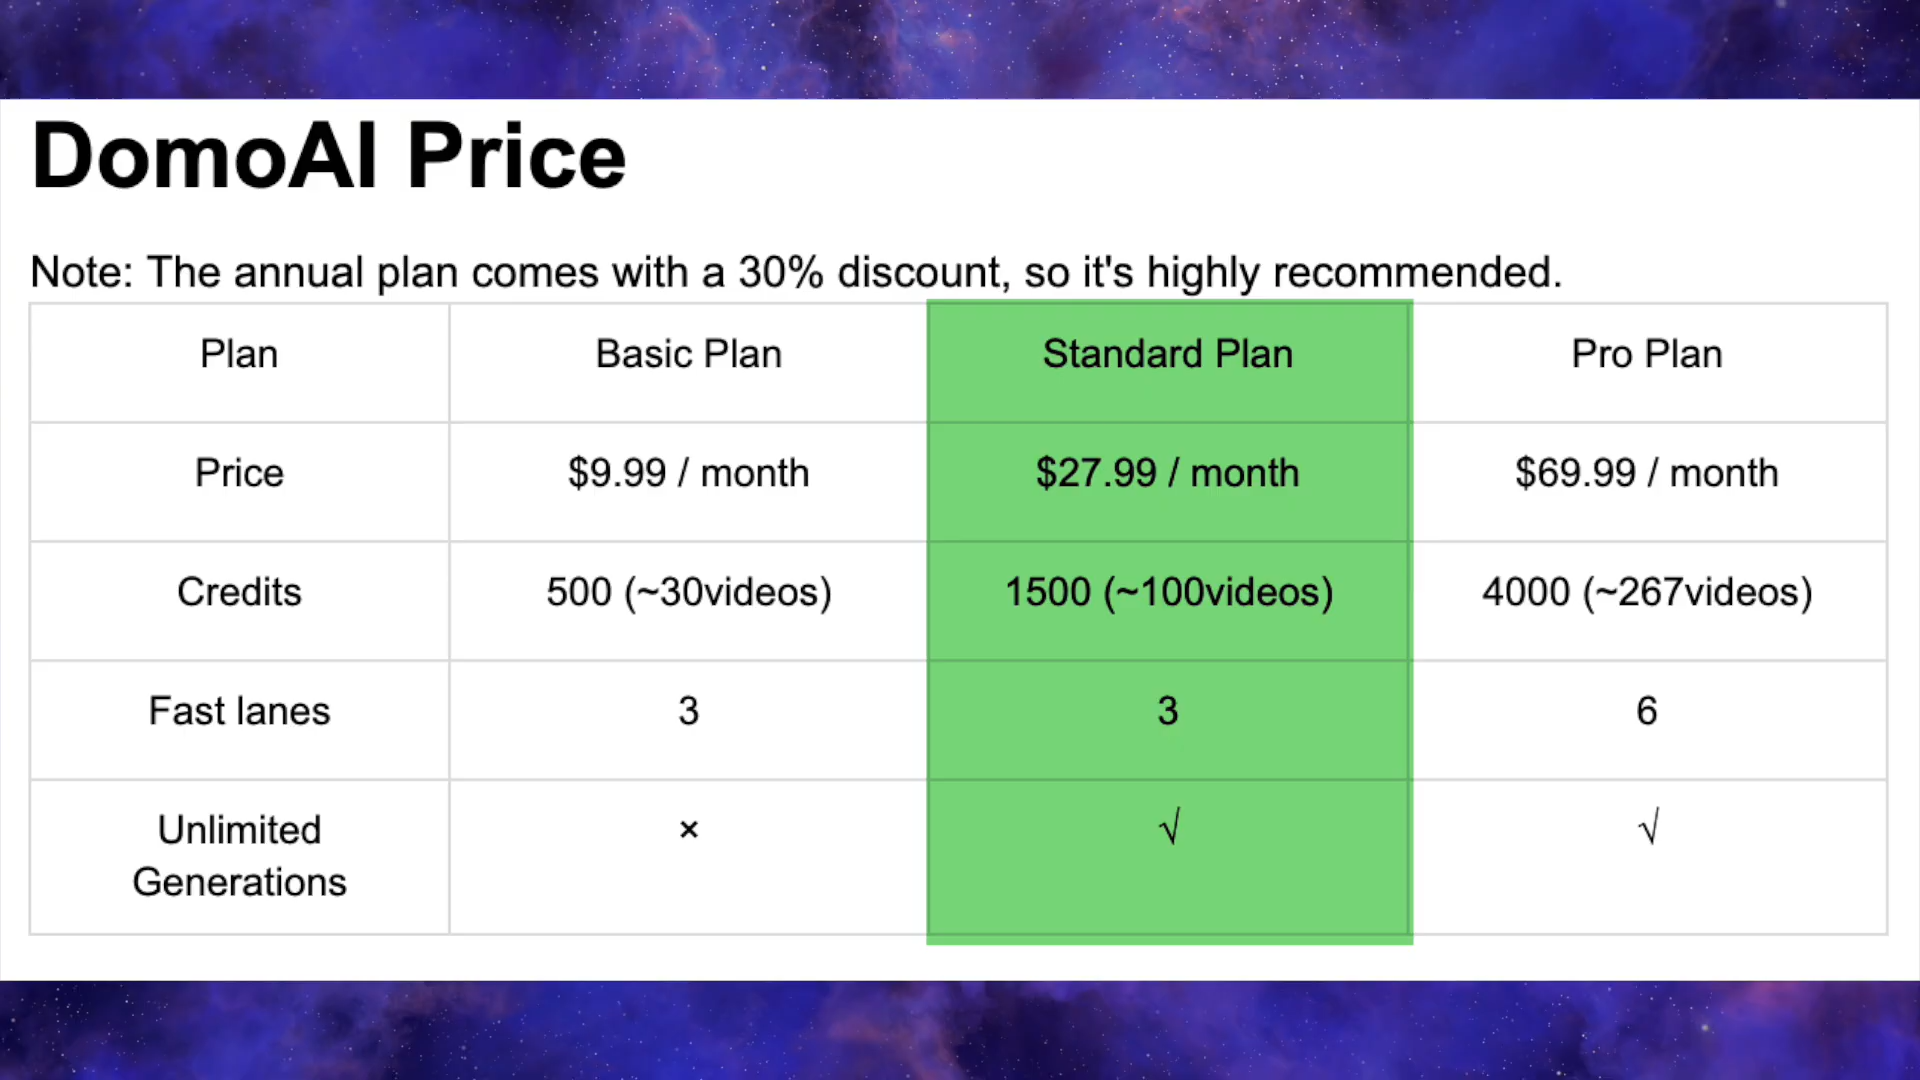 DomoAI Price
Note: The annual plan comes with a 30% discount, so it's highly recommended.
Plan Basic Plan Standard Plan Pro Plan
Price $9.99 / month $27.99 / month $69.99 / month
Credits 500 (~30videos) 1500 (~100videos) 4000 (~267videos)
Fast lanes 3 3 6
Unlimited × √ √
Generations